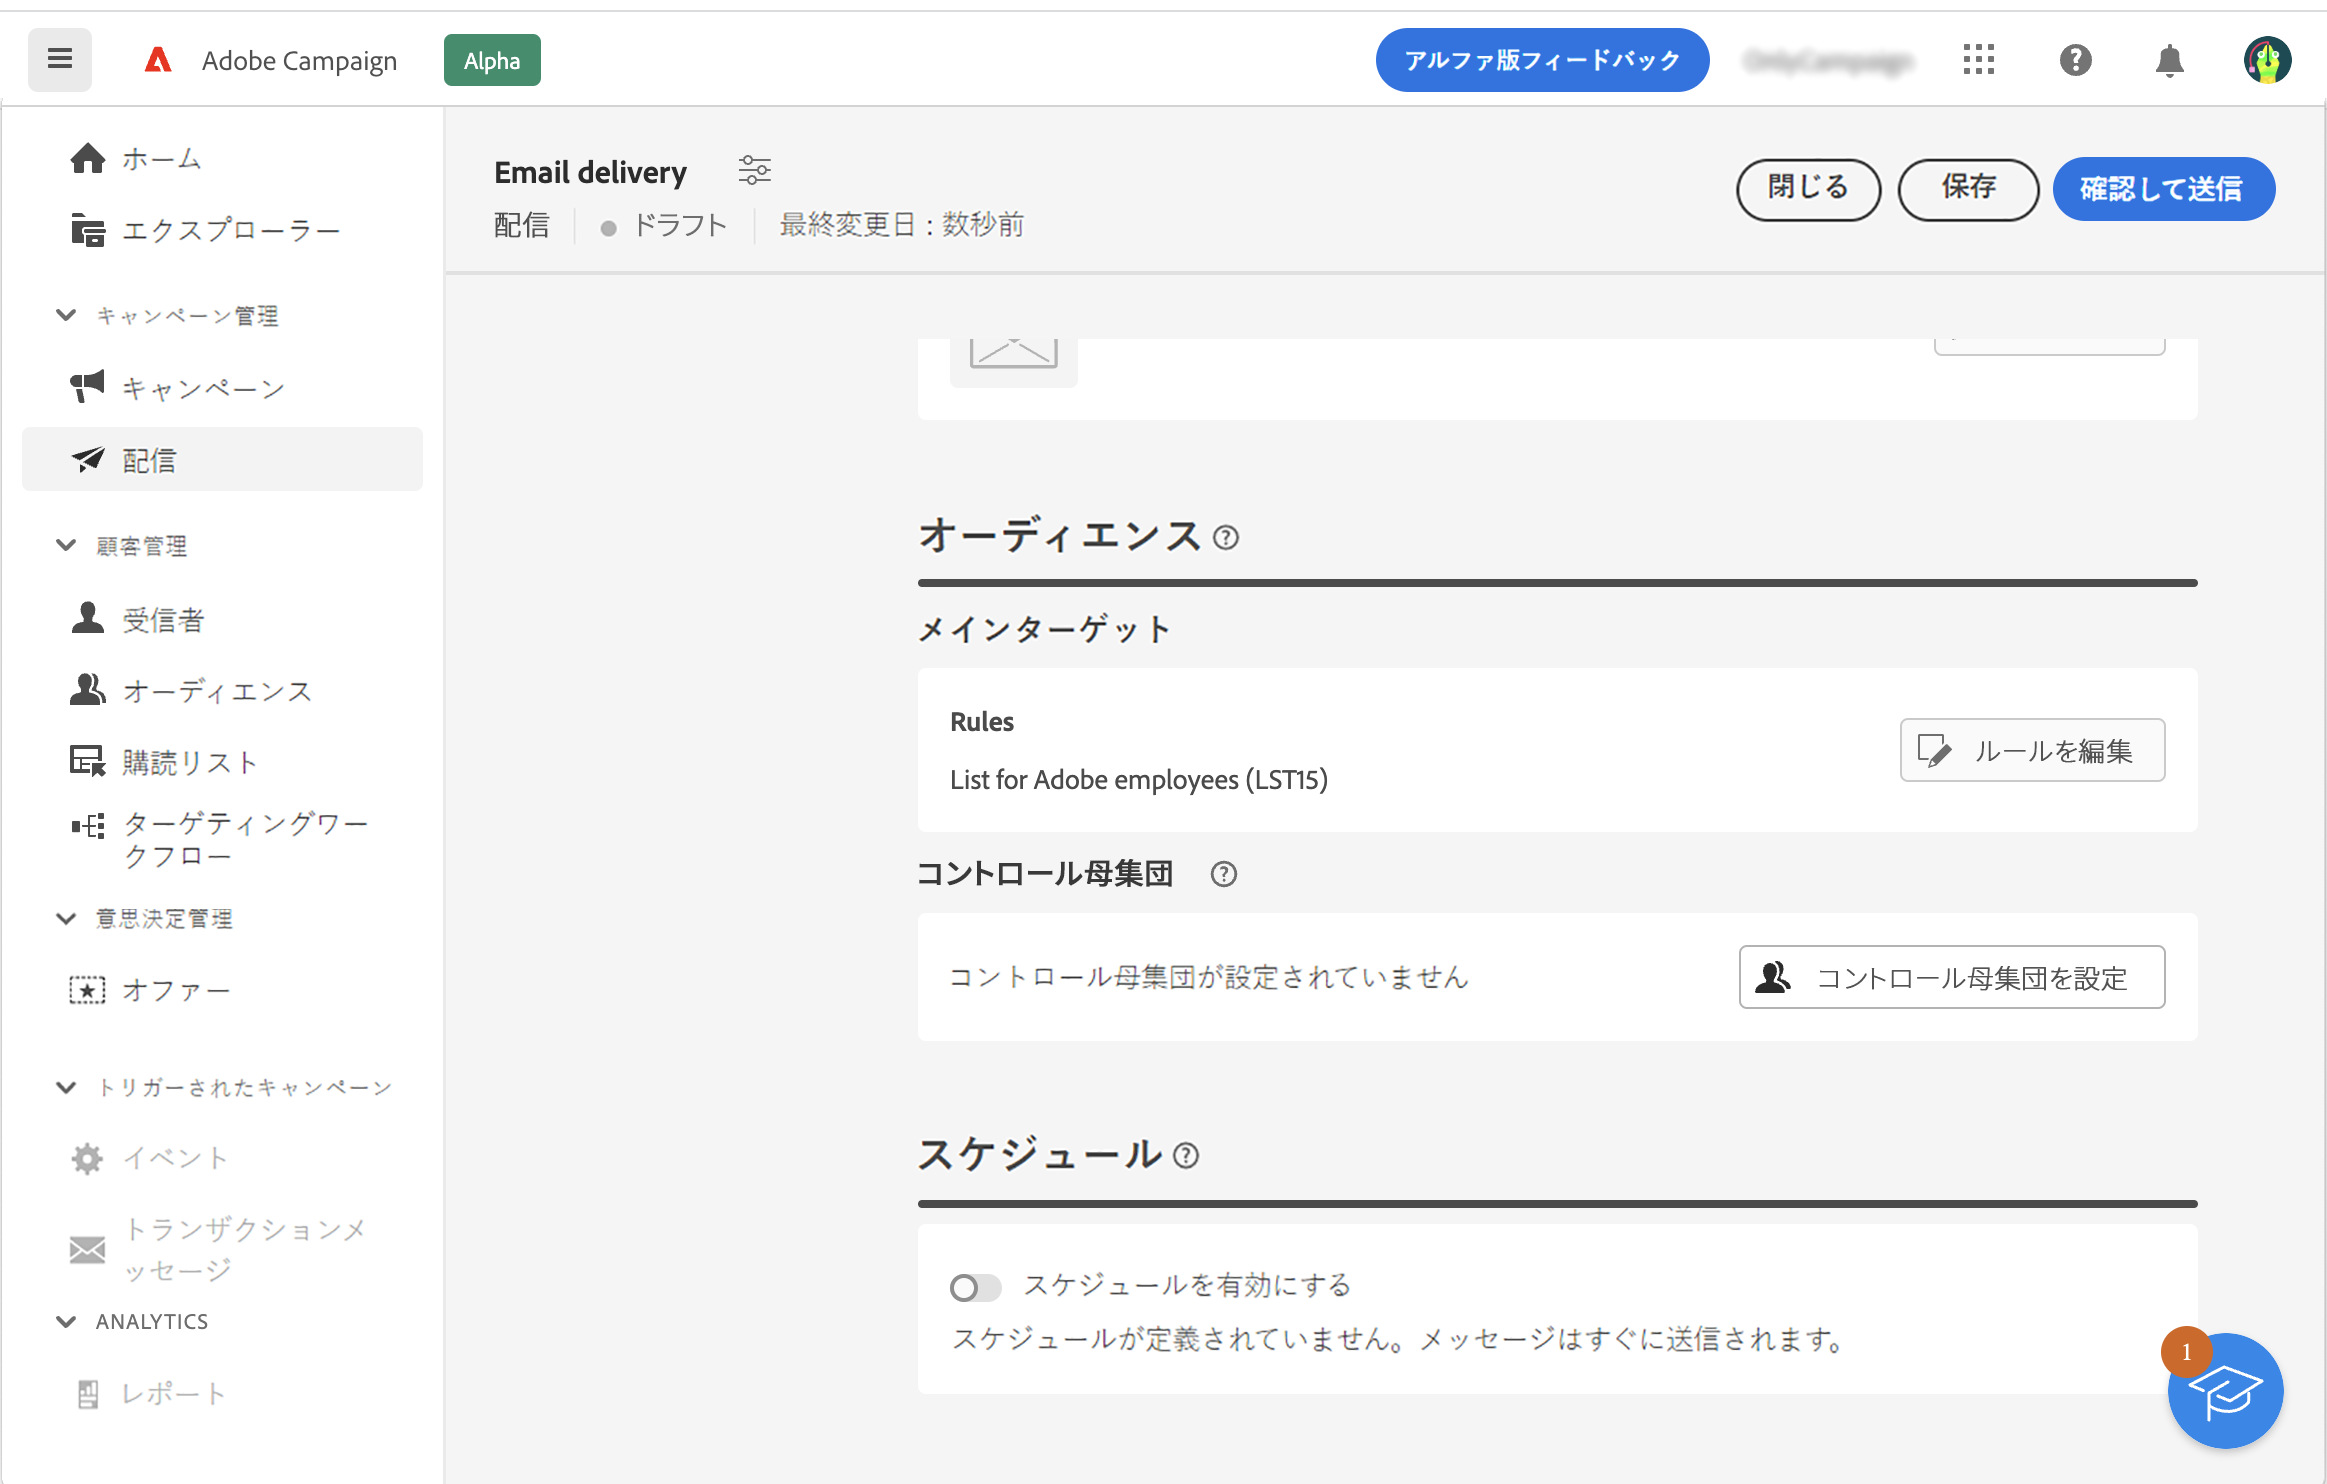 Adobe Campaign
Alpha
アルファ版フィードバック
ホーム
エクスプローラー
キャンペーン管理
キャンペーン
配信
顧客管理
受信者
オーディエンス
購読リスト
ターゲティングワー
クフロー
意思決定管理
オファー
トリガーされたキャンペーン
イベント
トランザクションメ
ッセージ
ANALYTICS
レポート
Email delivery
配信
ドラフト
最終変更日 : 数秒前
閉じる
保存
確認して送信
オーディエンス
メインターゲット
Rules
List for Adobe employees (LST15)
ルールを編集
コントロール母集団
コントロール母集団が設定されていません
コントロール母集団を設定
スケジュール
スケジュールを有効にする
スケジュールが定義されていません。メッセージはすぐに送信されます。
1